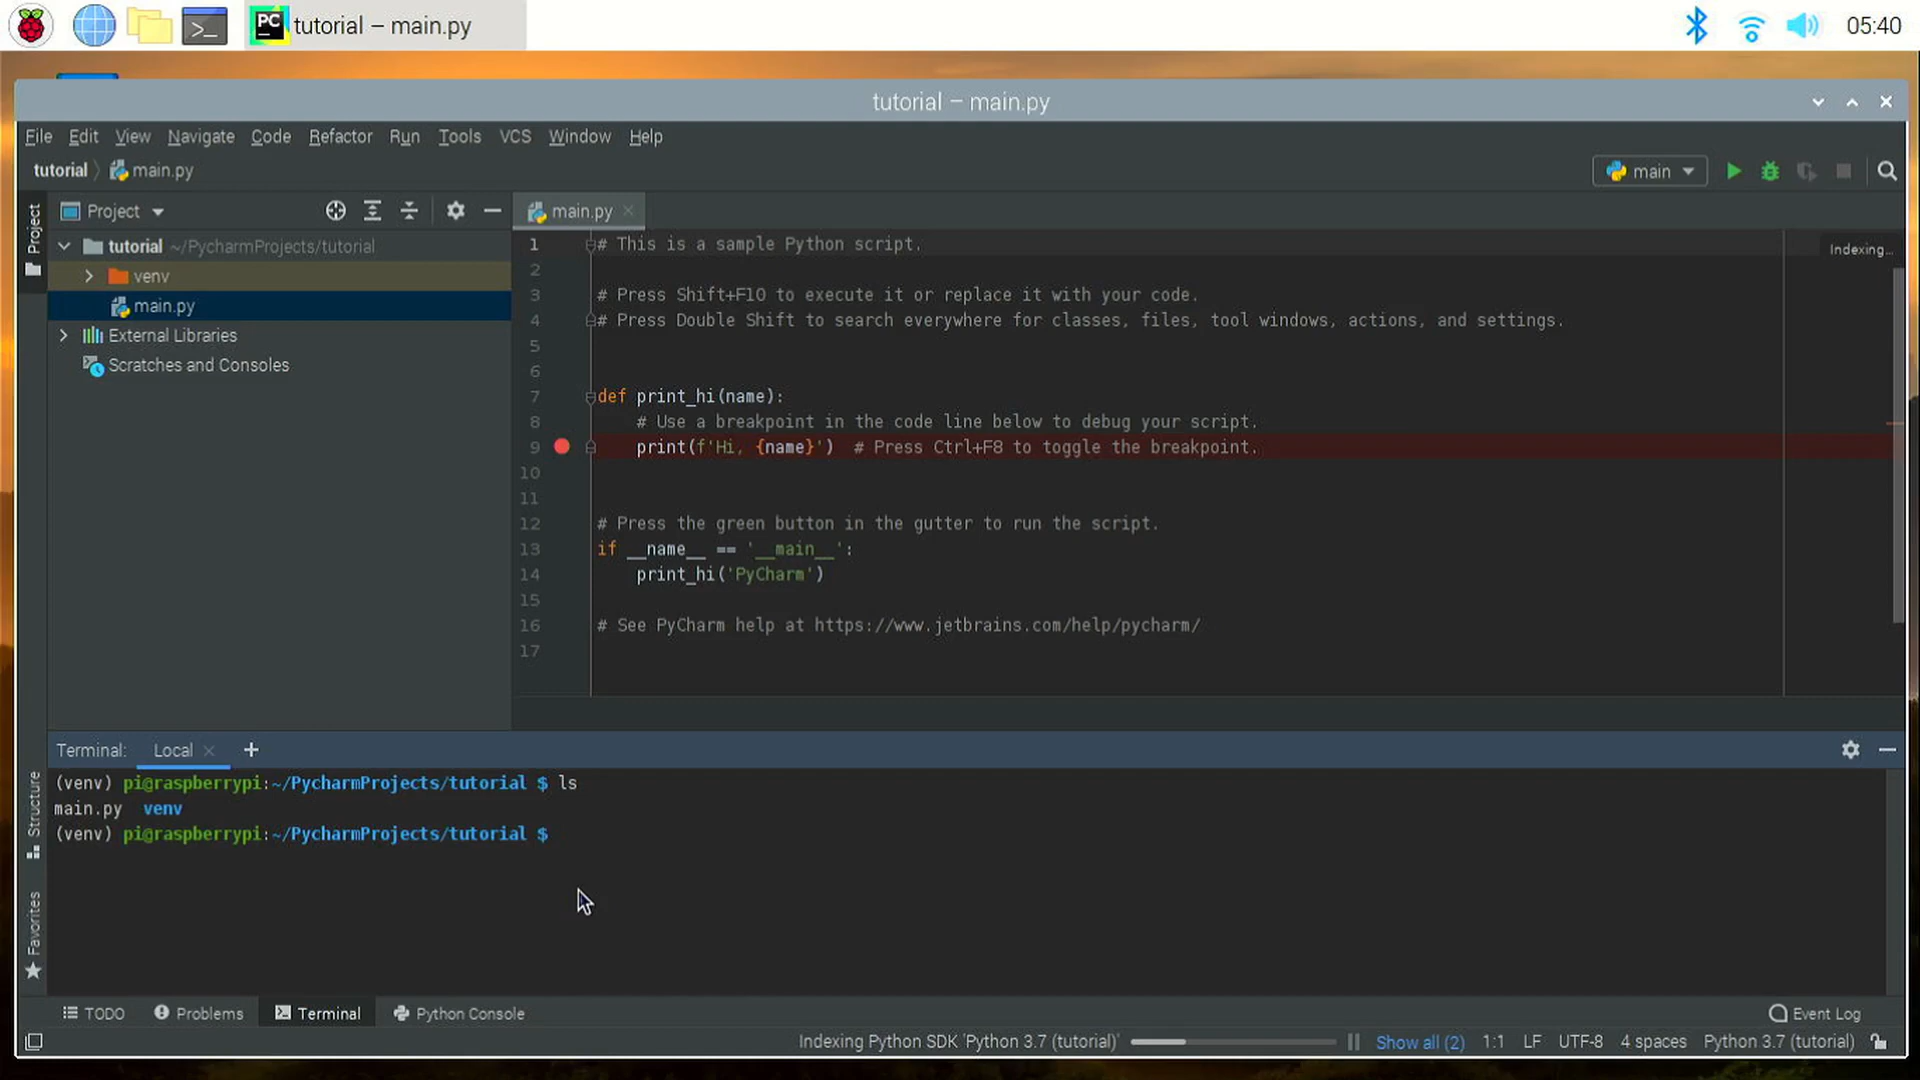 PC tutorial – main.py
05:40
tutorial – main.py
File Edit View Navigate Code Refactor Run Tools VCS Window Help
tutorial main.py
main
Project
main.py
Project
tutorial ~/PycharmProjects/tutorial
venv
main.py
External Libraries
Scratches and Consoles
Indexing...
1 # This is a sample Python script.
2
3 # Press Shift+F10 to execute it or replace it with your code.
4 # Press Double Shift to search everywhere for classes, files, tool windows, actions, and settings.
5
6
7 def print_hi(name):
8 # Use a breakpoint in the code line below to debug your script.
9 print(f'Hi, {name}')  # Press Ctrl+F8 to toggle the breakpoint.
10
11
12 # Press the green button in the gutter to run the script.
13 if __name__ == '__main__':
14 print_hi('PyCharm')
15
16 # See PyCharm help at https://www.jetbrains.com/help/pycharm/
17
Terminal: Local
(venv) pi@raspberrypi:~/PycharmProjects/tutorial $ ls
main.py venv
(venv) pi@raspberrypi:~/PycharmProjects/tutorial $
Structure
Favorites
TODO Problems Terminal Python Console Event Log
Indexing Python SDK 'Python 3.7 (tutorial)' Show all (2) 1:1 LF UTF-8 4 spaces Python 3.7 (tutorial)